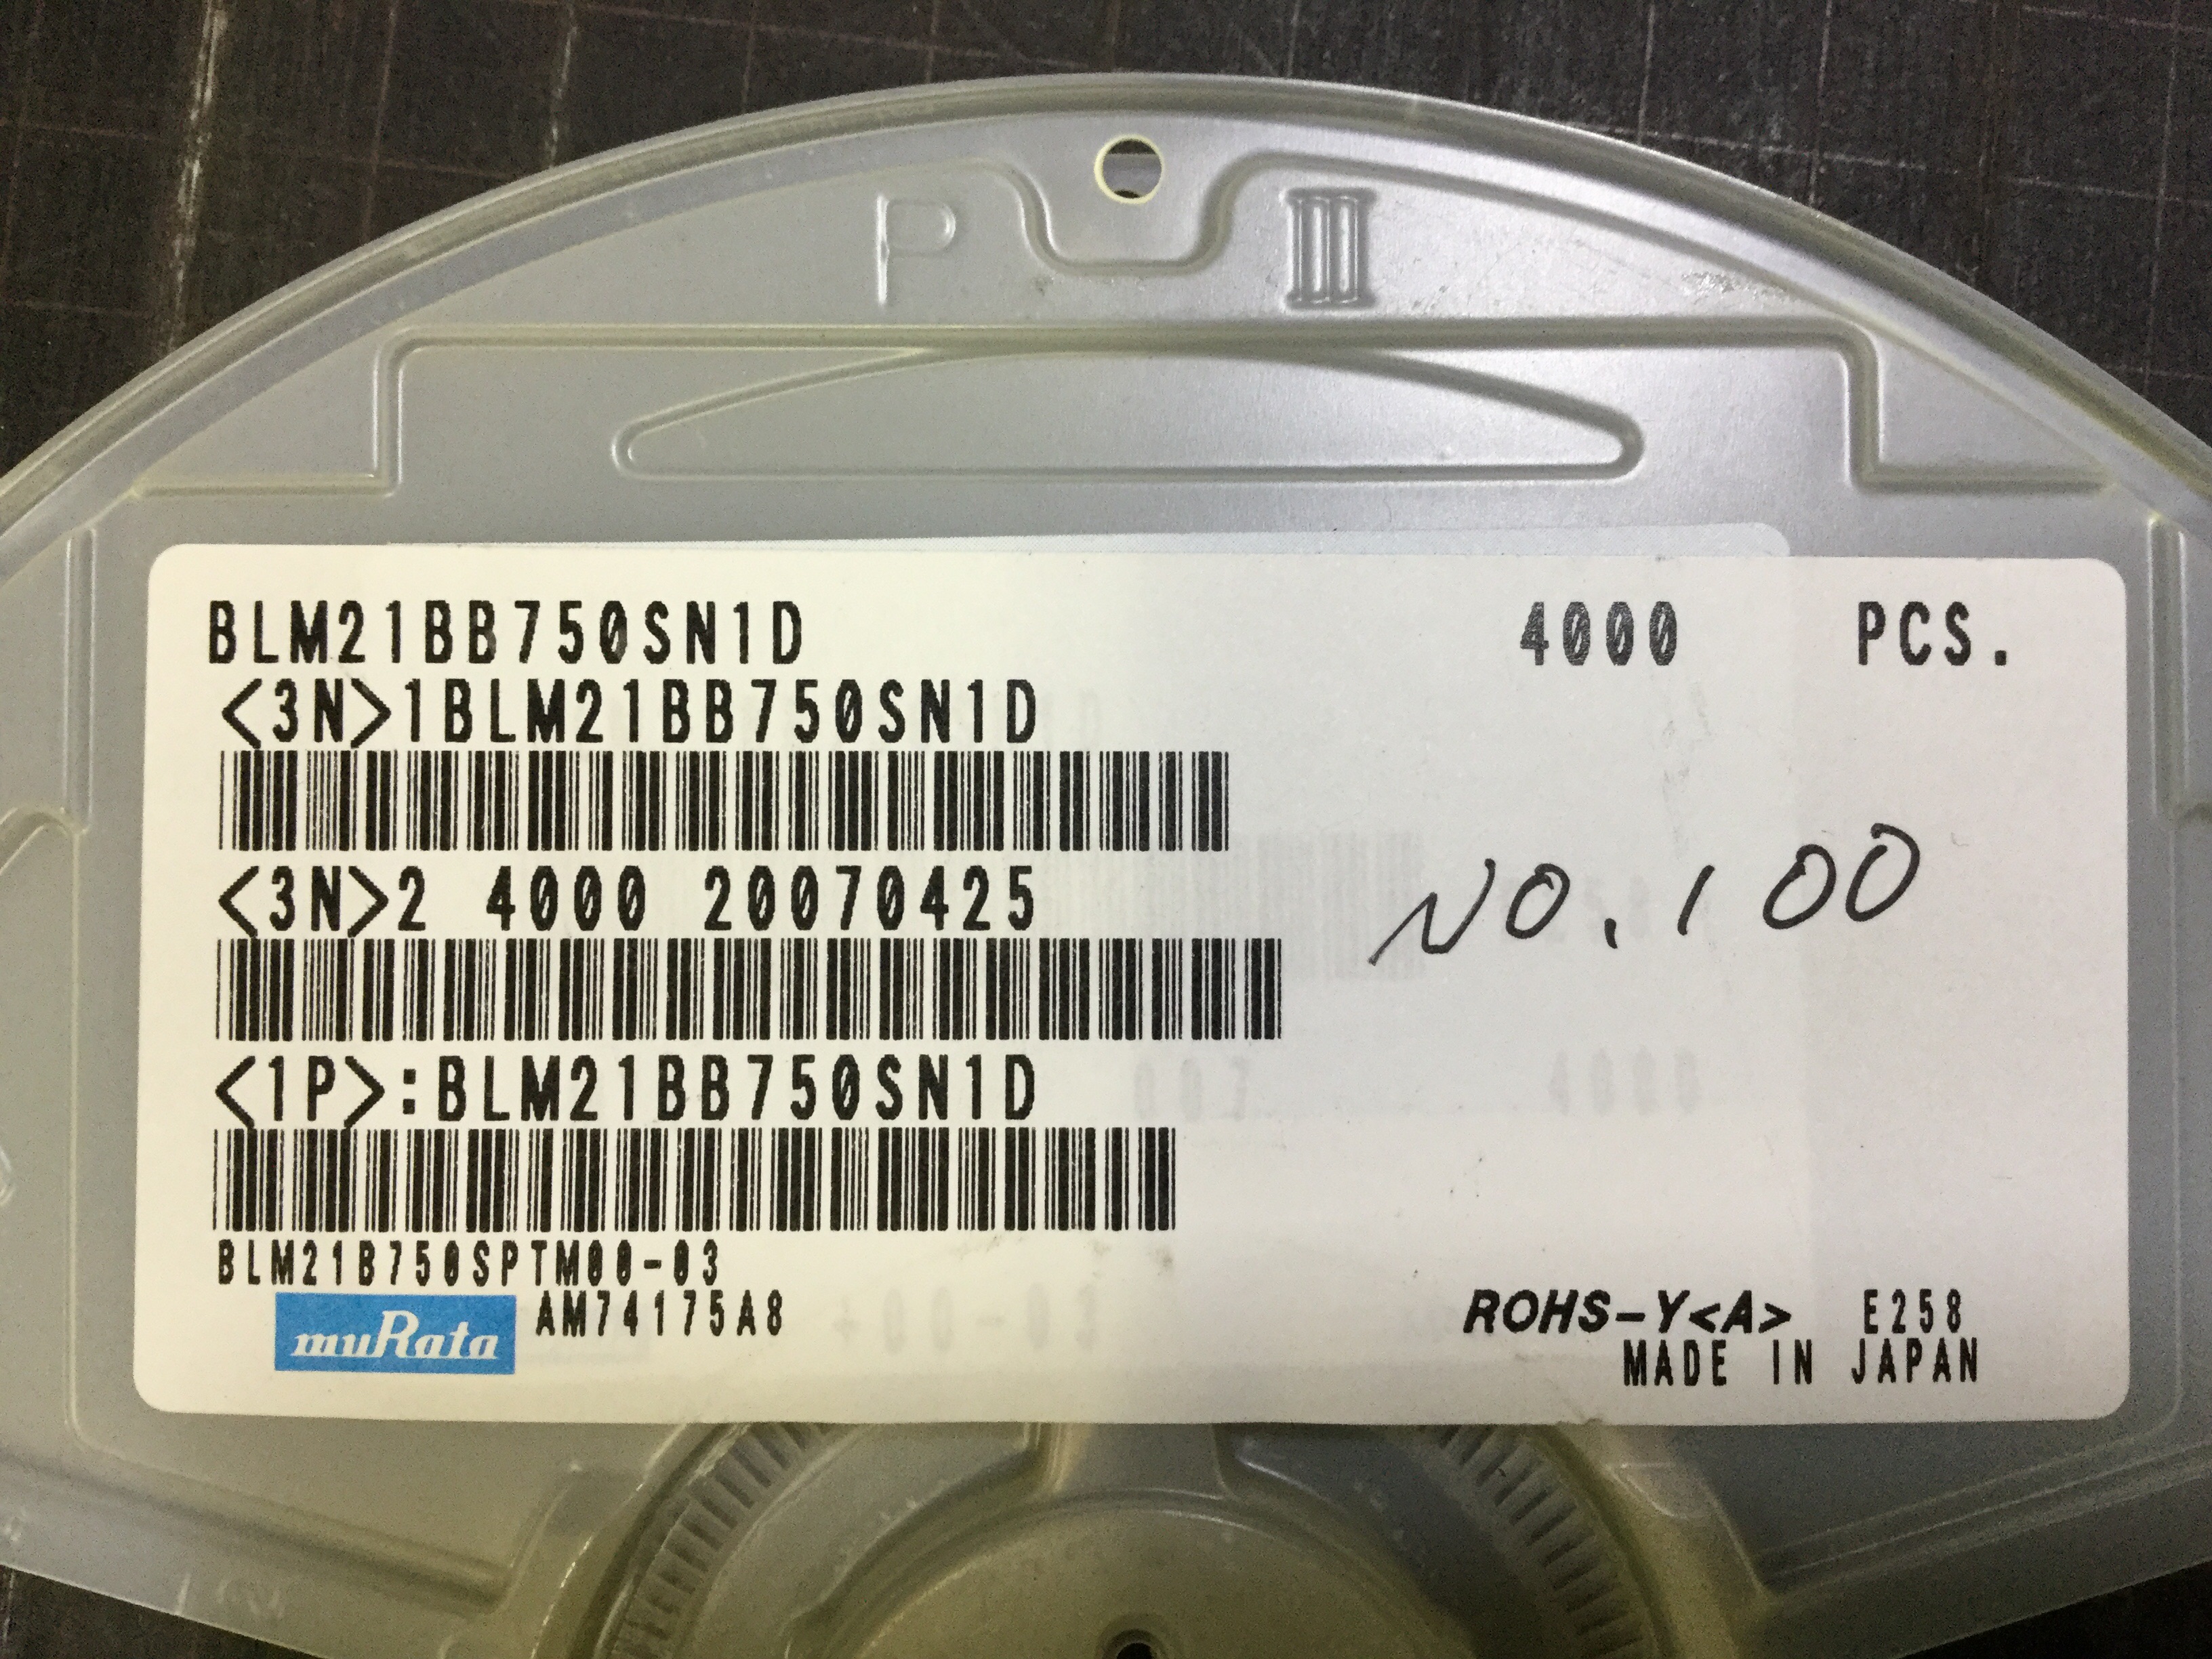 P III
BLM21BB750SN1D 4000 PCS.
<3N>1BLM21BB750SN1D
<3N>2 4000 20070425
NO.100
<1P>:BLM21BB750SN1D
BLM21B750SPTM00-03
muRata AM74175A8
ROHS-Y<A> E258
MADE IN JAPAN